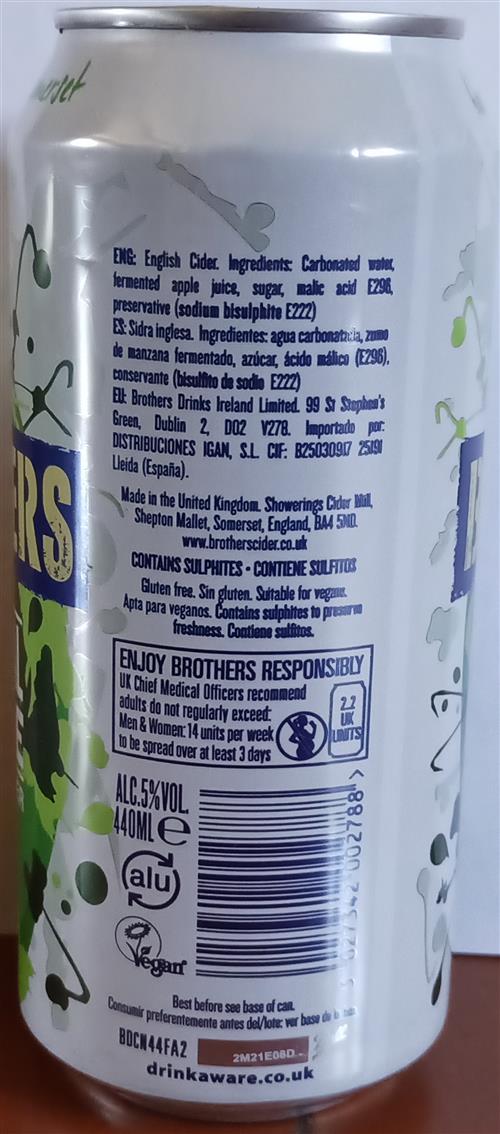 ENG: English Cider. Ingredients: Carbonated water,
fermented apple juice, sugar, malic acid E296,
preservative (sodium bisulphite E222)
ES: Sidra inglesa. Ingredientes: agua carbonatada, zumo
de manzana fermentado, azúcar, ácido málico (E296),
conservante (bisulfito de sodio E222)
EU: Brothers Drinks Ireland Limited. 99 St Stephen's
Green, Dublin 2, D02 V278. Importado por:
DISTRIBUCIONES IGAN, S.L. CIF: B25030917 25191
Lleida (España).
Made in the United Kingdom. Showerings Cider Mill,
Shepton Mallet, Somerset, England, BA4 5ND.
www.brotherscider.co.uk
CONTAINS SULPHITES • CONTIENE SULFITOS
Gluten free. Sin gluten. Suitable for vegans.
Apta para veganos. Contains sulphites to preserve
freshness. Contiene sulfitos.
ENJOY BROTHERS RESPONSIBLY
UK Chief Medical Officers recommend
adults do not regularly exceed:
Men & Women: 14 units per week
to be spread over at least 3 days
2.2
UK
UNITS
ERS
ALC.5%VOL
440ML e
alu
Vegan
Best before see base of can.
Consumir preferentemente antes del/lote: ver base de
BDCN44FA2
2M21E08D
drinkaware.co.uk